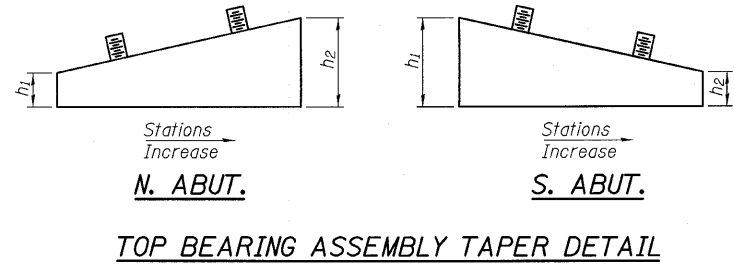 h1
h2
Stations
Increase
N. ABUT.
h1
h2
Stations
Increase
S. ABUT.
TOP BEARING ASSEMBLY TAPER DETAIL